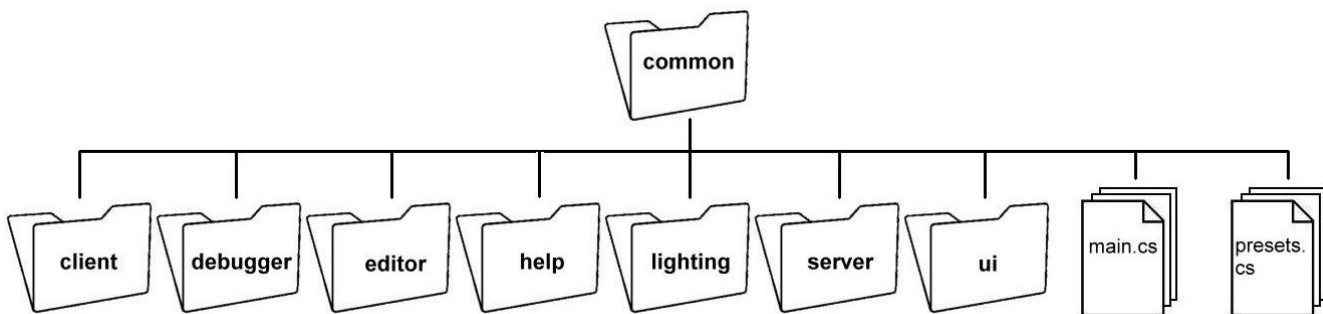 common
client
debugger
editor
help
lighting
server
ui
main.cs
presets.
cs